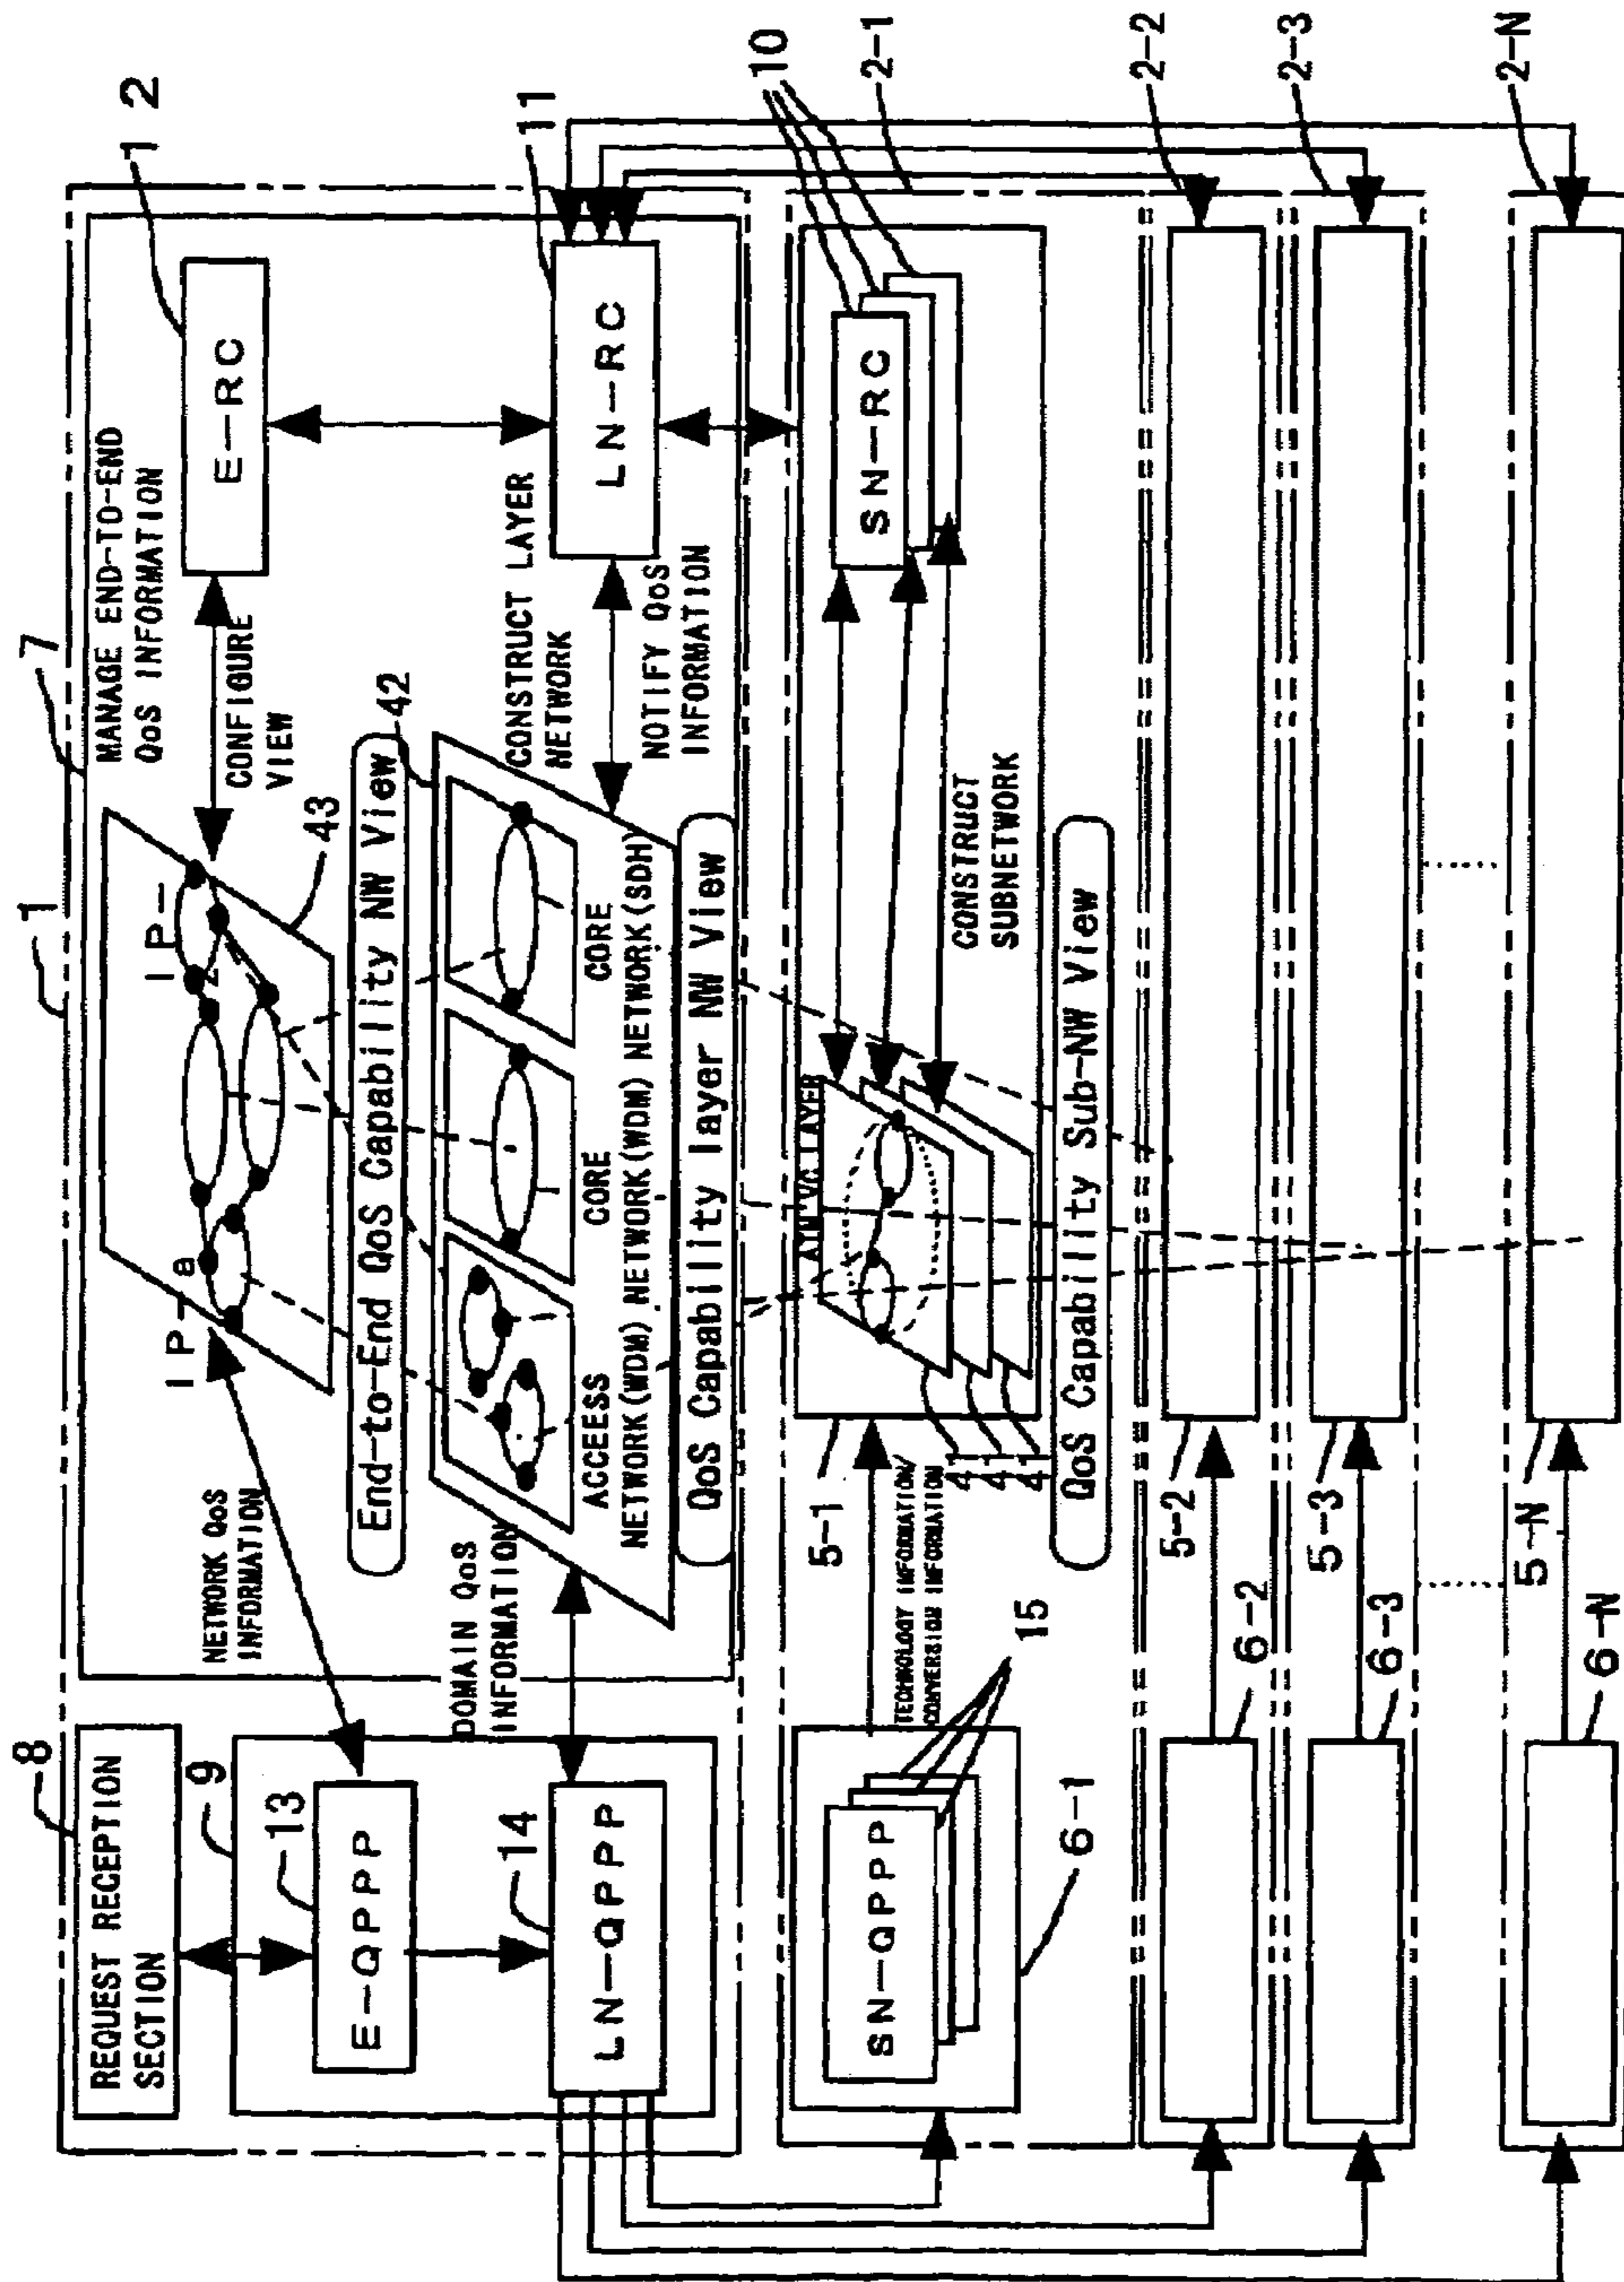 1
7
8
REQUEST RECEPTION
SECTION
9
13
E-QPPP
14
LN-QPPP
NETWORK QoS
INFORMATION
DOMAIN QoS
INFORMATION
IP-a
IP-z
43
MANAGE END-TO-END
QoS INFORMATION
CONFIGURE
VIEW
E-RC
12
End-to-End QoS Capability NW View
42
ACCESS
NETWORK(WDM)
CORE
NETWORK(WDM)
CORE
NETWORK(SDH)
CONSTRUCT LAYER
NETWORK
NOTIFY QoS
INFORMATION
LN-RC
11
QoS Capability layer NW View
SN-QPPP
15
6-1
TECHNOLOGY INFORMATION/
CONVERSION INFORMATION
5-1
ATM VC LAYER
41
41
41
CONSTRUCT
SUBNETWORK
SN-RC
10
2-1
QoS Capability Sub-NW View
6-2
5-2
2-2
6-3
5-3
2-3
6-N
5-N
2-N